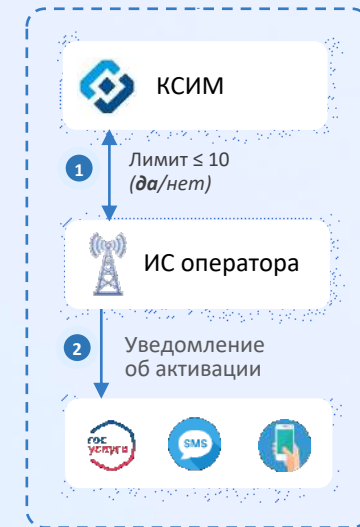 КСИМ
1
Лимит ≤ 10
(да/нет)
ИС оператора
2
Уведомление
об активации
гос
услуги
SMS